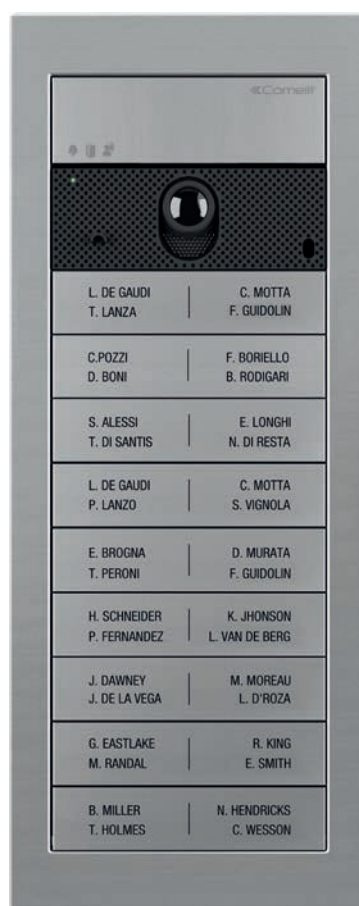 Comelit
L. DE GAUDI C. MOTTA
T. LANZA F. GUIDOLIN
C.POZZI F. BORIELLO
D. BONI B. RODIGARI
S. ALESSI E. LONGHI
T. DI SANTIS N. DI RESTA
L. DE GAUDI C. MOTTA
P. LANZO S. VIGNOLA
E. BROGNA D. MURATA
T. PERONI F. GUIDOLIN
H. SCHNEIDER K. JHONSON
P. FERNANDEZ L. VAN DE BERG
J. DAWNEY M. MOREAU
J. DE LA VEGA L. D'ROZA
G. EASTLAKE R. KING
M. RANDAL E. SMITH
B. MILLER N. HENDRICKS
T. HOLMES C. WESSON